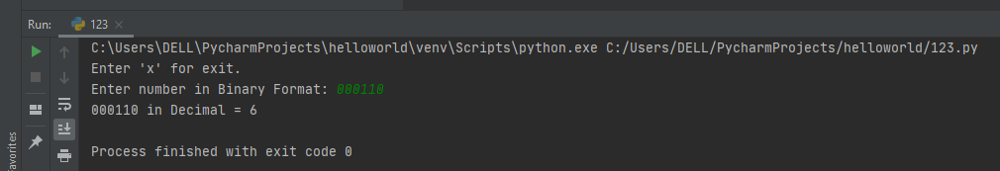 Run: 123 ×
C:\Users\DELL\PycharmProjects\helloworld\venv\Scripts\python.exe C:/Users/DELL/PycharmProjects/helloworld/123.py
Enter 'x' for exit.
Enter number in Binary Format: 000110
000110 in Decimal = 6
Process finished with exit code 0
avorites